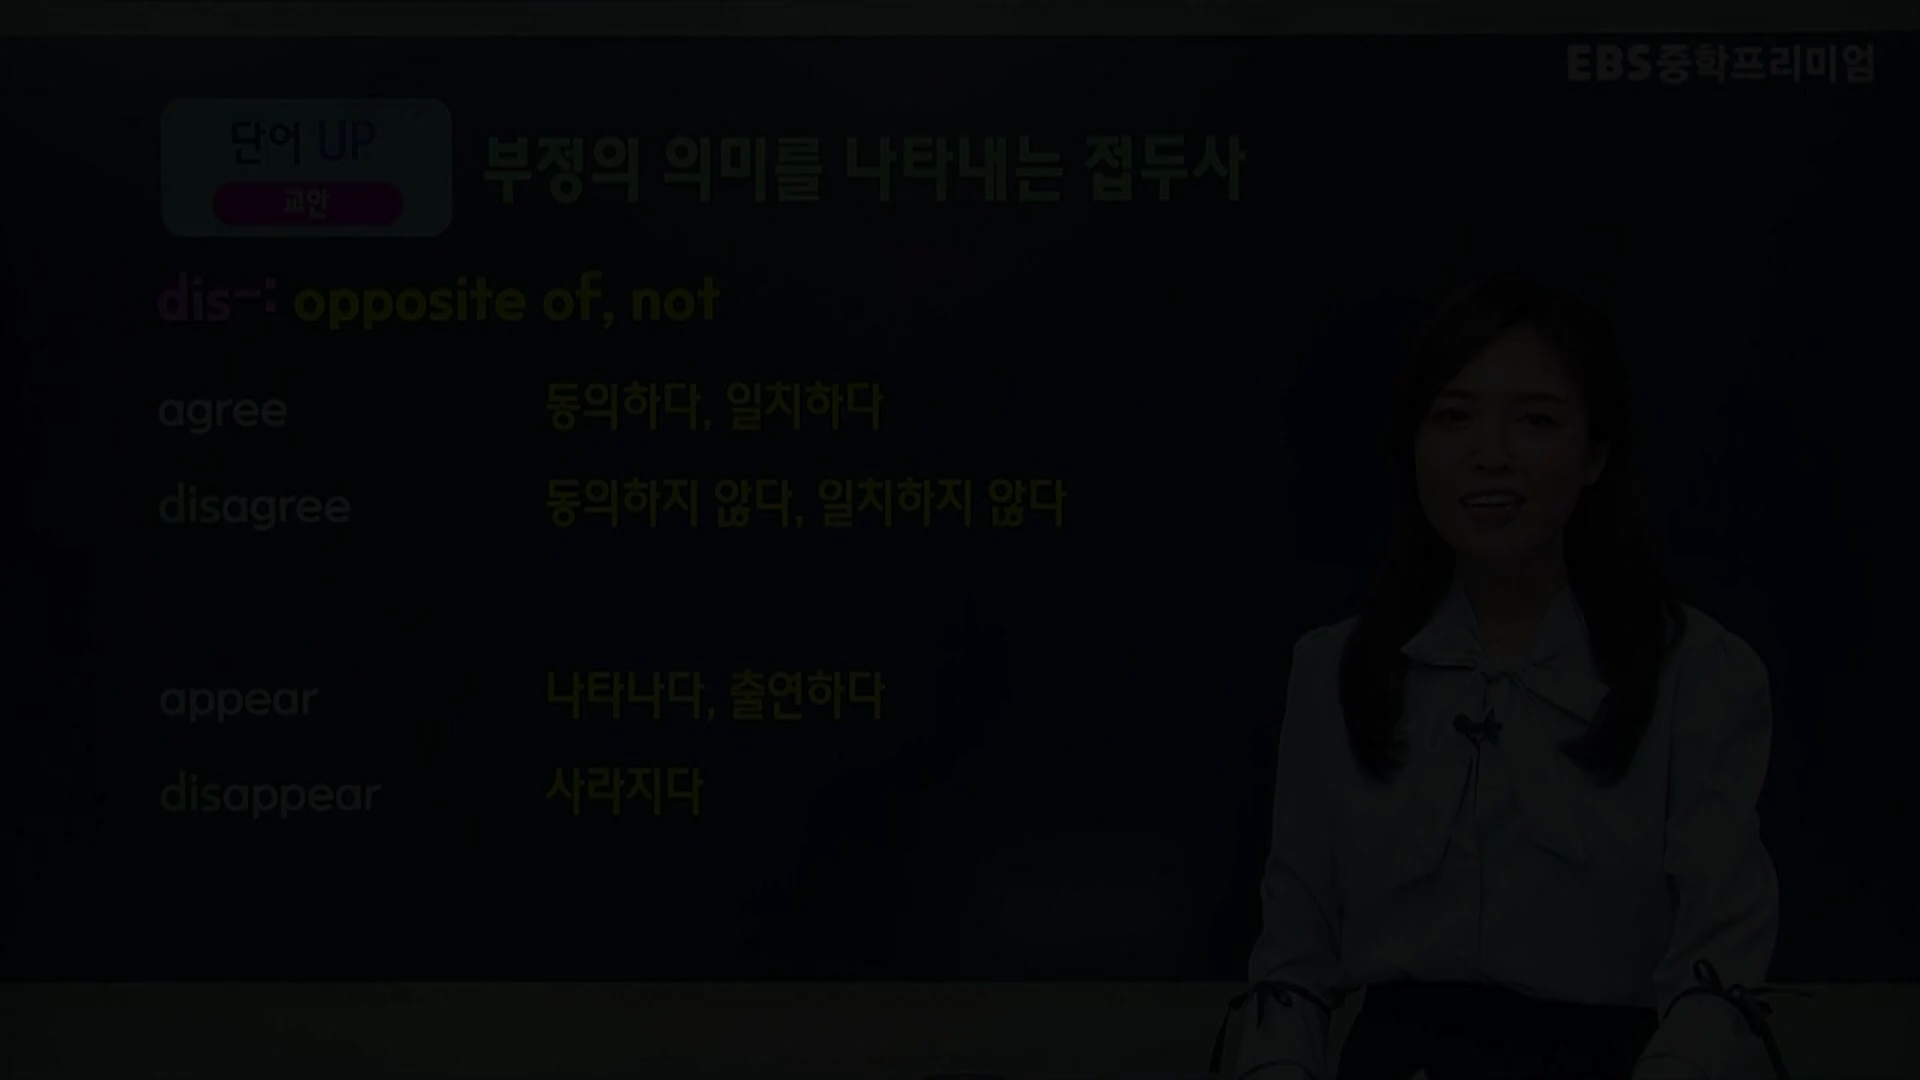 EBS중학프리미엄
단어 UP
교안
부정의 의미를 나타내는 접두사
dis-: opposite of, not
agree 동의하다, 일치하다
disagree 동의하지 않다, 일치하지 않다
appear 나타나다, 출연하다
disappear 사라지다